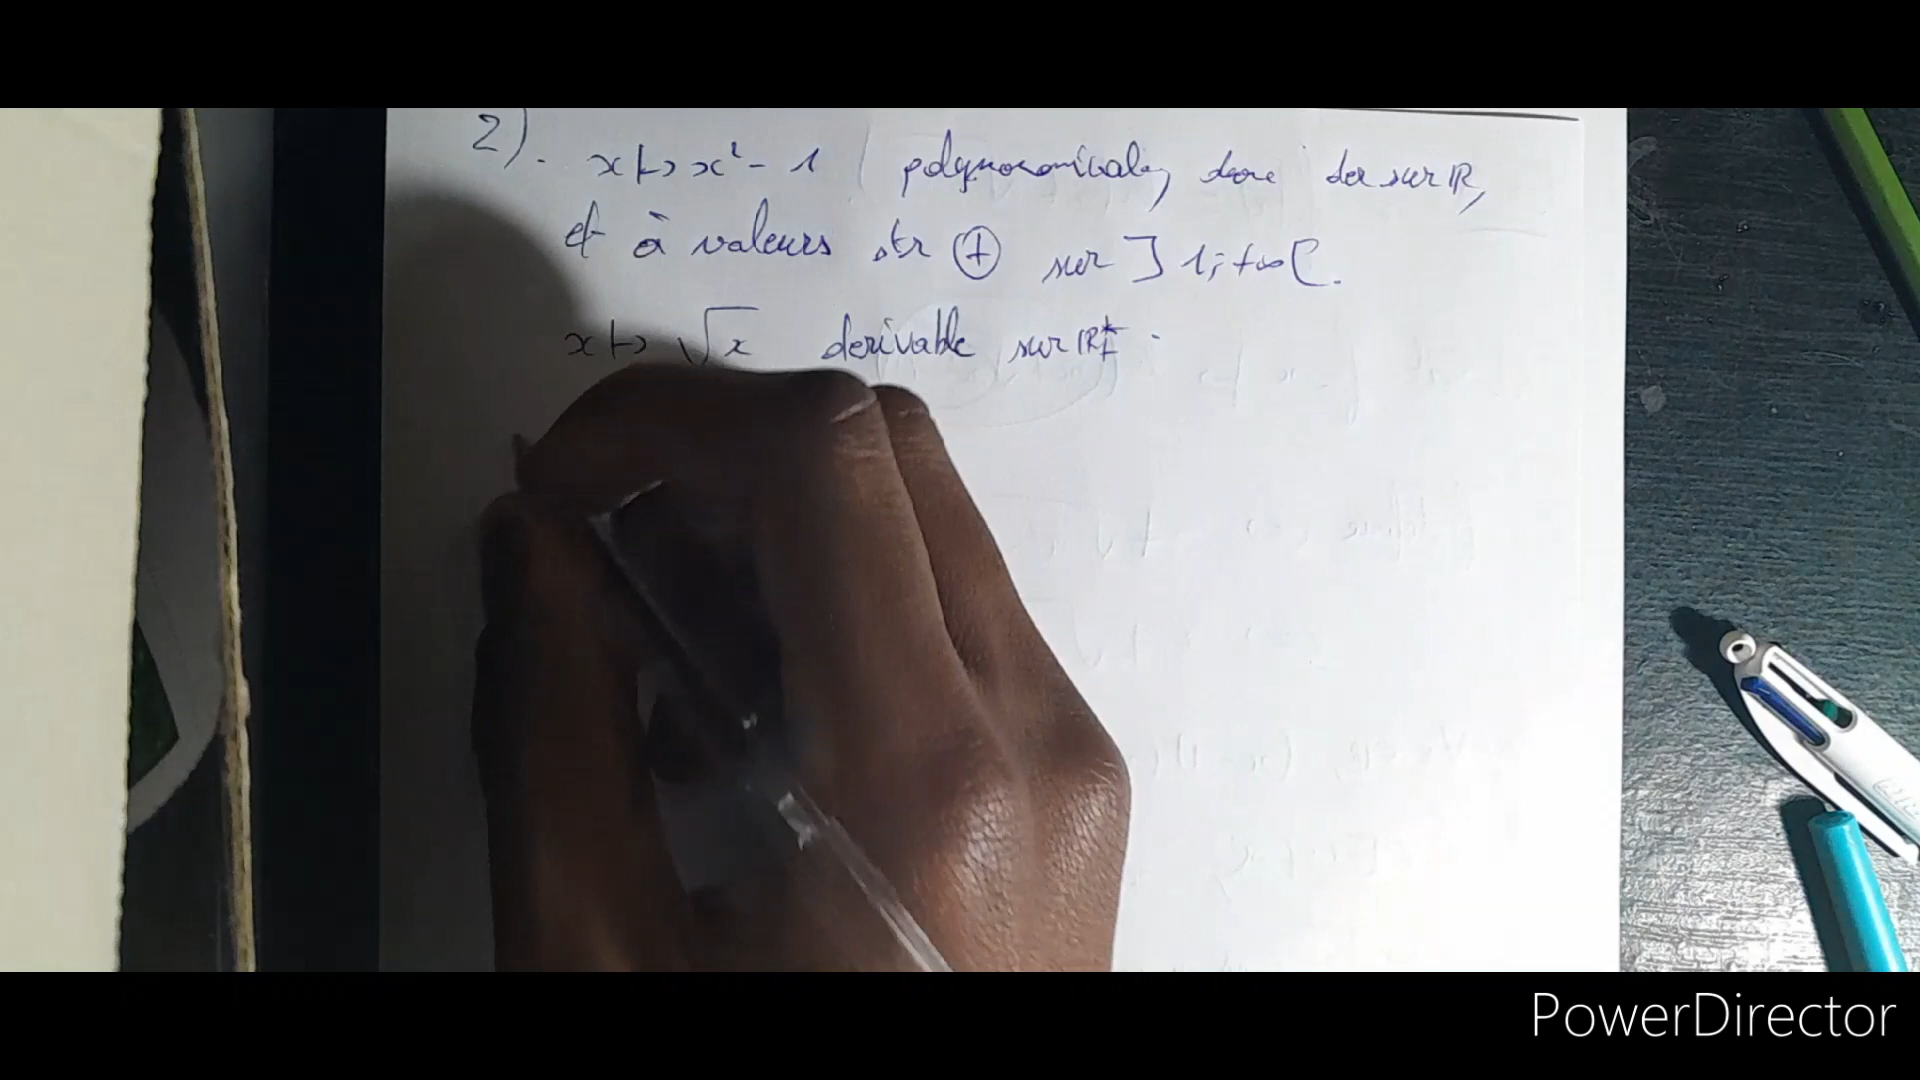 2). x ↦ x² - 1 | polynomiale, donc der sur ℝ,
et à valeurs str ⊕ sur ]1;+∞[.
x ↦ √x derivable sur ℝ*₊.
PowerDirector